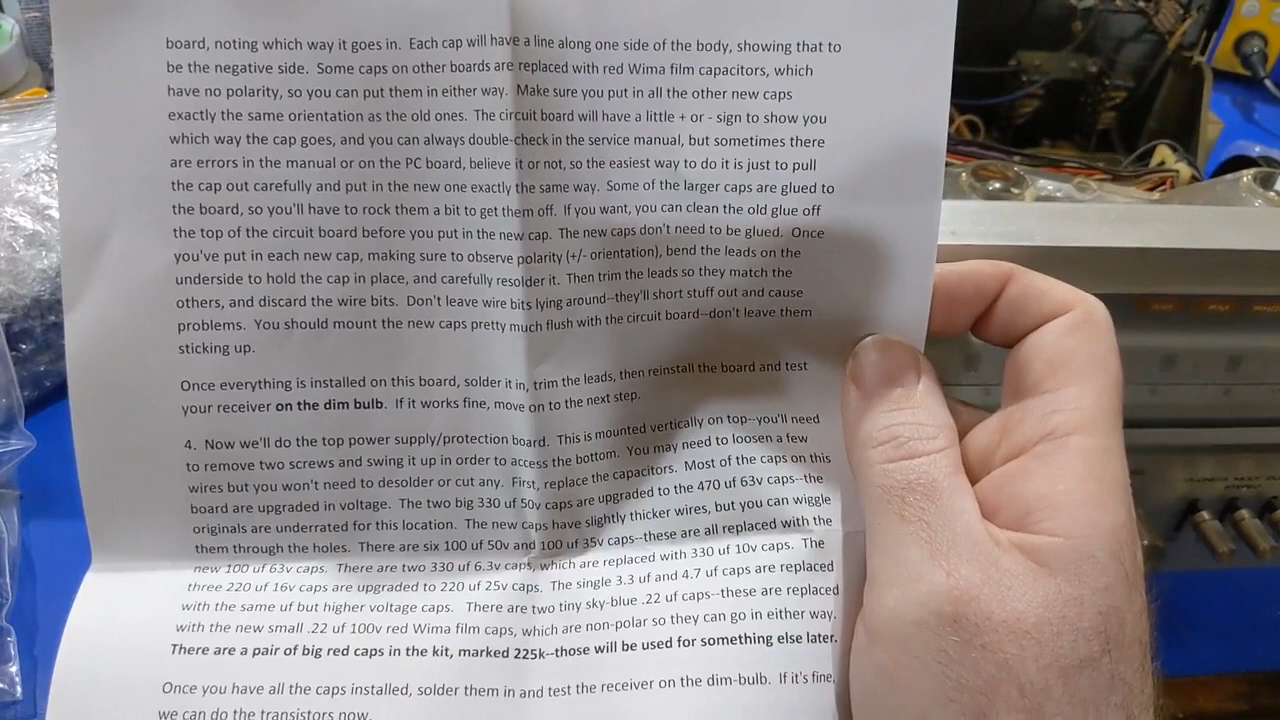 board, noting which way it goes in. Each cap will have a line along one side of the body, showing that to
be the negative side. Some caps on other boards are replaced with red Wima film capacitors, which
have no polarity, so you can put them in either way. Make sure you put in all the other new caps
exactly the same orientation as the old ones. The circuit board will have a little + or - sign to show you
which way the cap goes, and you can always double-check in the service manual, but sometimes there
are errors in the manual or on the PC board, believe it or not, so the easiest way to do it is just to pull
the cap out carefully and put in the new one exactly the same way. Some of the larger caps are glued to
the board, so you'll have to rock them a bit to get them off. If you want, you can clean the old glue off
the top of the circuit board before you put in the new cap. The new caps don't need to be glued. Once
you've put in each new cap, making sure to observe polarity (+/- orientation), bend the leads on the
underside to hold the cap in place, and carefully resolder it. Then trim the leads so they match the
others, and discard the wire bits. Don't leave wire bits lying around--they'll short stuff out and cause
problems. You should mount the new caps pretty much flush with the circuit board--don't leave them
sticking up.
Once everything is installed on this board, solder it in, trim the leads, then reinstall the board and test
your receiver on the dim bulb. If it works fine, move on to the next step.
4. Now we'll do the top power supply/protection board. This is mounted vertically on top--you'll need
to remove two screws and swing it up in order to access the bottom. You may need to loosen a few
wires but you won't need to desolder or cut any. First, replace the capacitors. Most of the caps on this
board are upgraded in voltage. The two big 330 uf 50v caps are upgraded to the 470 uf 63v caps--the
originals are underrated for this location. The new caps have slightly thicker wires, but you can wiggle
them through the holes. There are six 100 uf 50v and 100 uf 35v caps--these are all replaced with the
new 100 uf 63v caps. There are two 330 uf 6.3v caps, which are replaced with 330 uf 10v caps. The
three 220 uf 16v caps are upgraded to 220 uf 25v caps. The single 3.3 uf and 4.7 uf caps are replaced
with the same uf but higher voltage caps. There are two tiny sky-blue .22 uf caps--these are replaced
with the new small .22 uf 100v red Wima film caps, which are non-polar so they can go in either way.
There are a pair of big red caps in the kit, marked 225k--those will be used for something else later.
Once you have all the caps installed, solder them in and test the receiver on the dim-bulb. If it's fine,
we can do the transistors now.
AM
FM